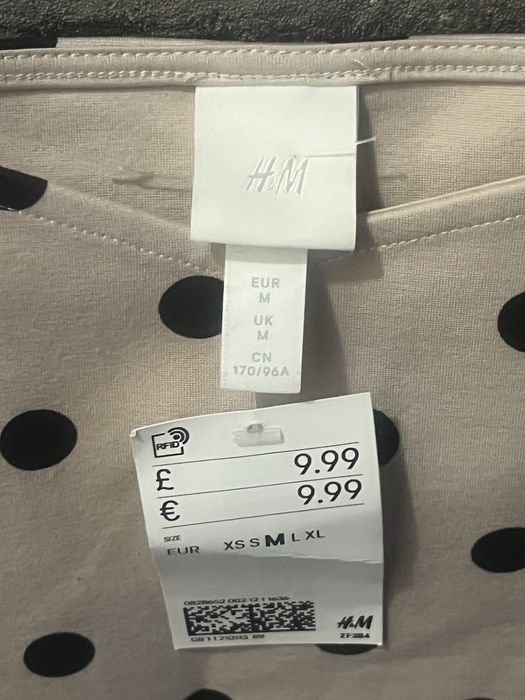 H&M
EUR
M
UK
M
CN
170/96A
RFID
£ 9.99
€ 9.99
SIZE
EUR XS S M L XL
H&M